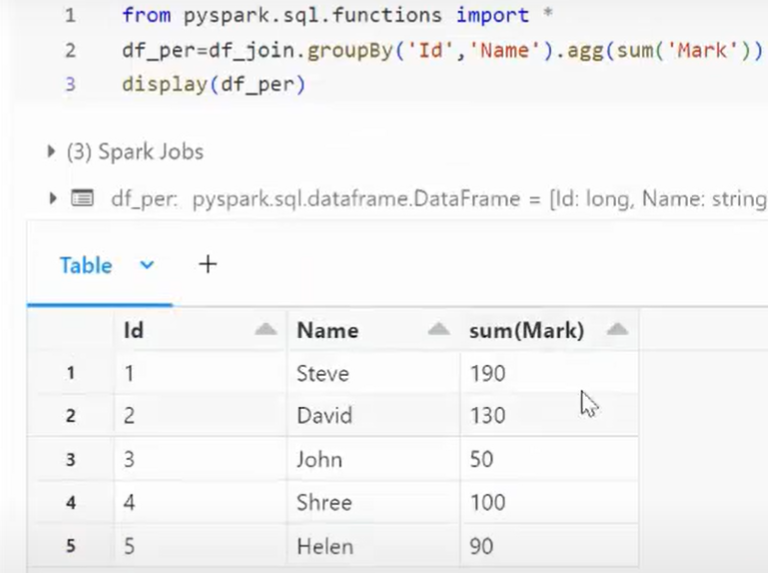 1 from pyspark.sql.functions import *
2 df_per=df_join.groupBy('Id','Name').agg(sum('Mark'))
3 display(df_per)
(3) Spark Jobs
df_per: pyspark.sql.dataframe.DataFrame = [Id: long, Name: string
Table +
Id Name sum(Mark)
1 1 Steve 190
2 2 David 130
3 3 John 50
4 4 Shree 100
5 5 Helen 90